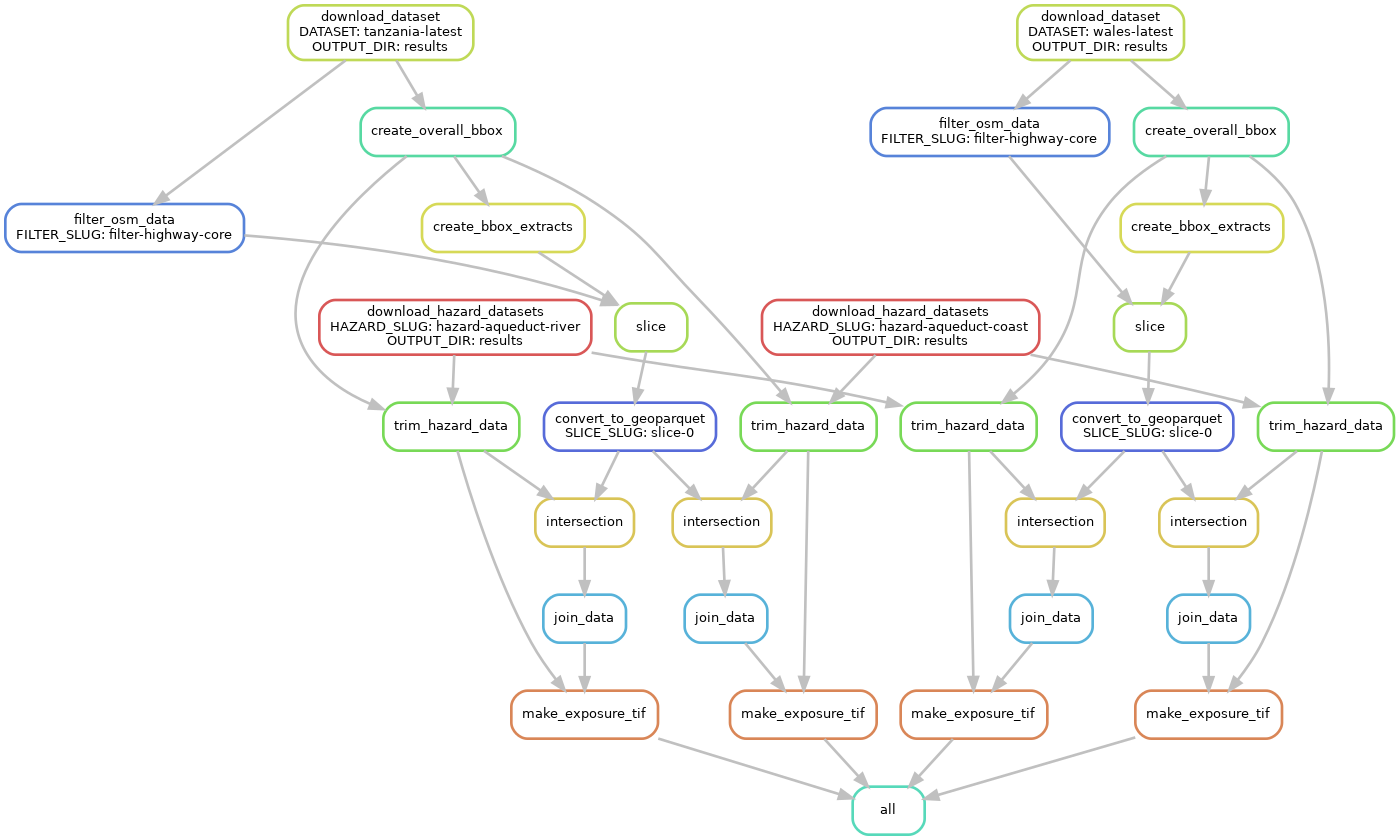 download_dataset
DATASET: tanzania-latest
OUTPUT_DIR: results
download_dataset
DATASET: wales-latest
OUTPUT_DIR: results
create_overall_bbox
filter_osm_data
FILTER_SLUG: filter-highway-core
create_overall_bbox
filter_osm_data
FILTER_SLUG: filter-highway-core
create_bbox_extracts
create_bbox_extracts
download_hazard_datasets
HAZARD_SLUG: hazard-aqueduct-river
OUTPUT_DIR: results
slice
download_hazard_datasets
HAZARD_SLUG: hazard-aqueduct-coast
OUTPUT_DIR: results
slice
trim_hazard_data
convert_to_geoparquet
SLICE_SLUG: slice-0
trim_hazard_data
trim_hazard_data
convert_to_geoparquet
SLICE_SLUG: slice-0
trim_hazard_data
intersection
intersection
intersection
intersection
join_data
join_data
join_data
join_data
make_exposure_tif
make_exposure_tif
make_exposure_tif
make_exposure_tif
all